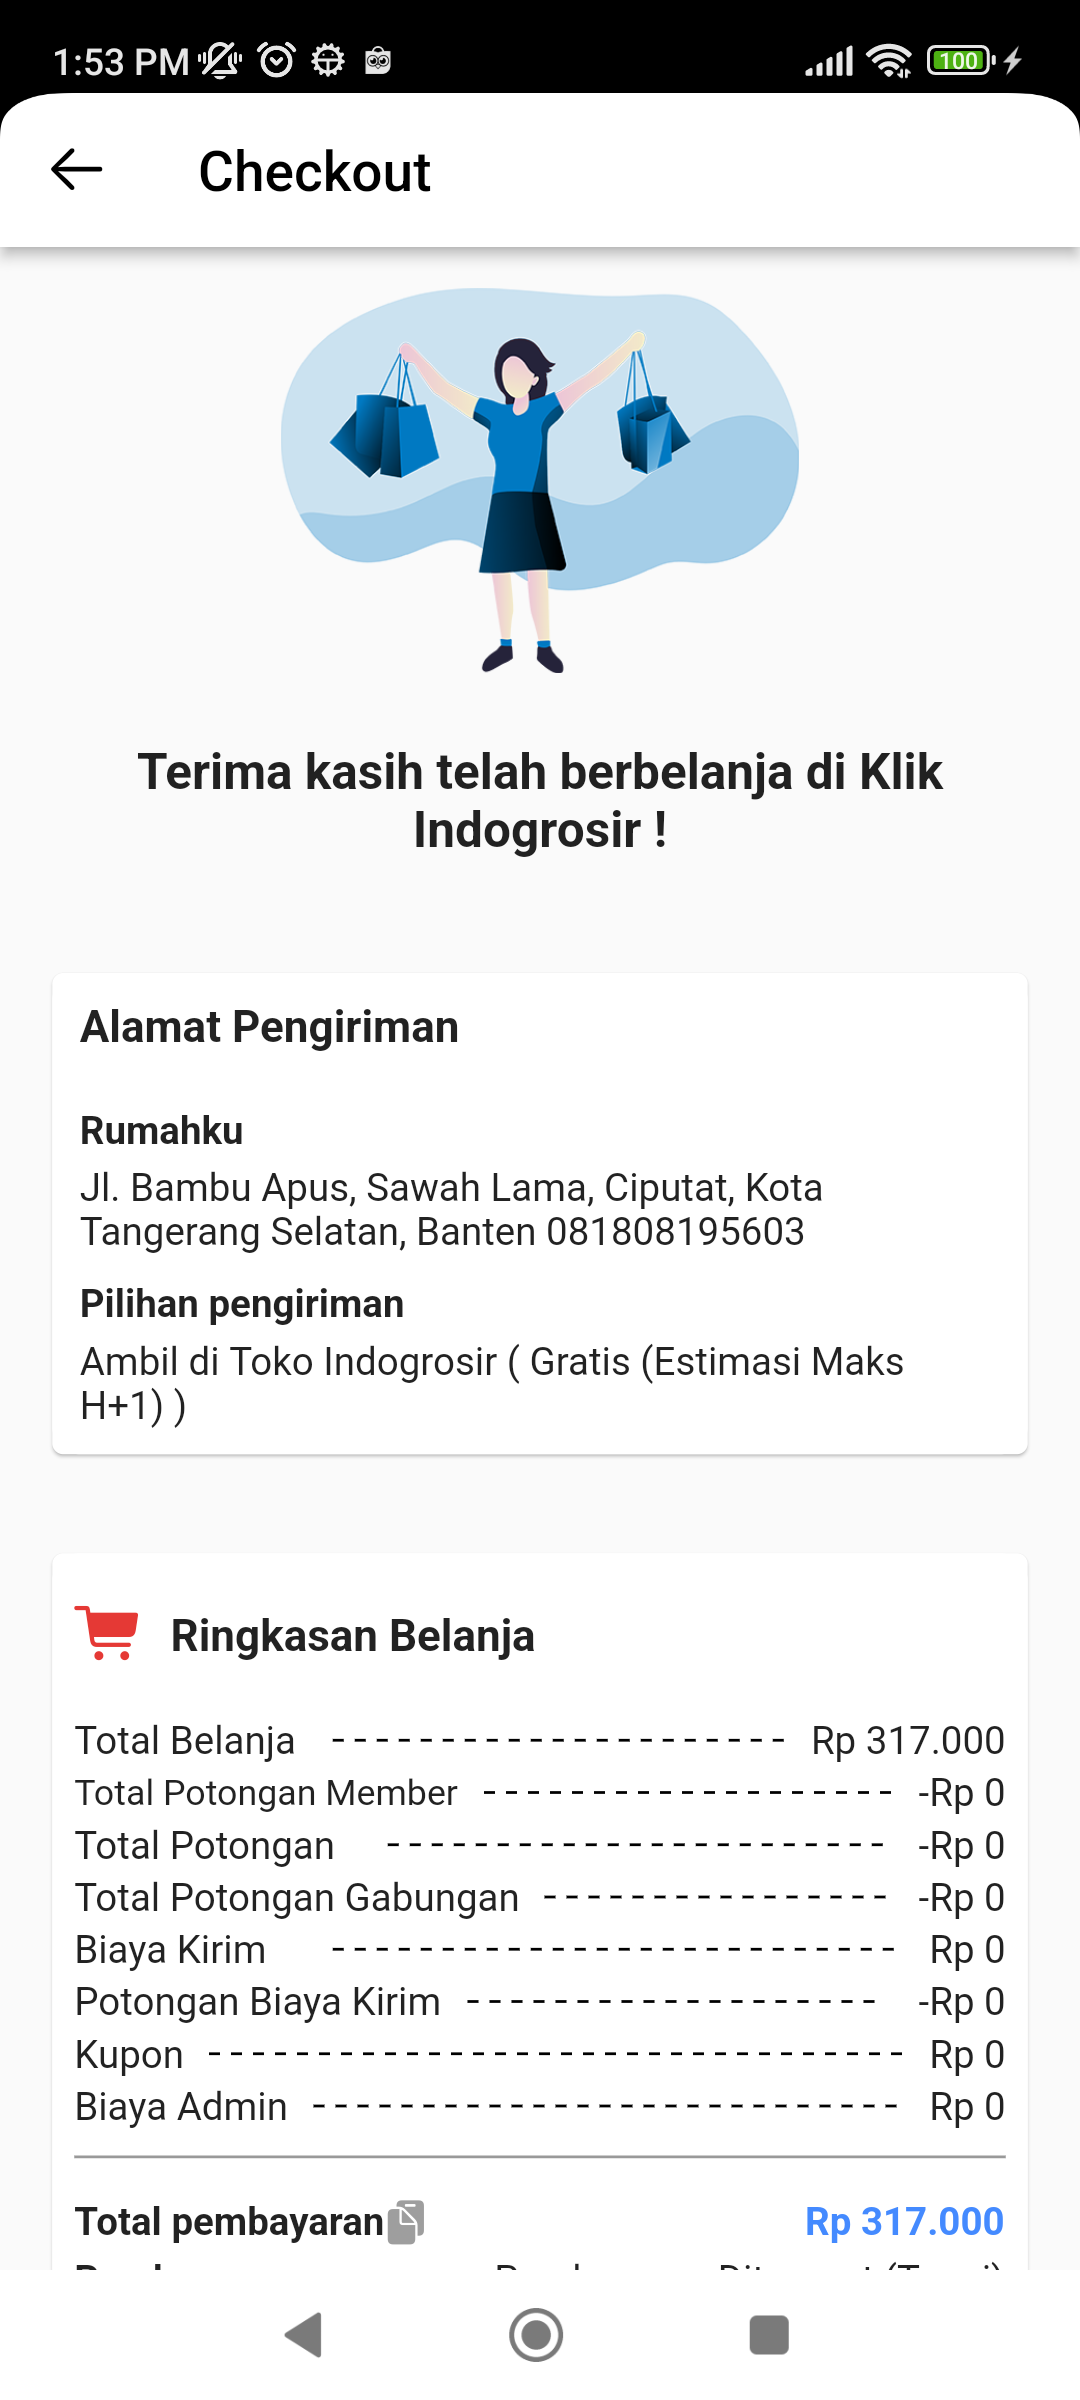 1:53 PM
100
Checkout
Terima kasih telah berbelanja di Klik
Indogrosir !
Alamat Pengiriman
Rumahku
Jl. Bambu Apus, Sawah Lama, Ciputat, Kota
Tangerang Selatan, Banten 081808195603
Pilihan pengiriman
Ambil di Toko Indogrosir ( Gratis (Estimasi Maks
H+1) )
Ringkasan Belanja
Total Belanja --------------------- Rp 317.000
Total Potongan Member ------------------- -Rp 0
Total Potongan ----------------------- -Rp 0
Total Potongan Gabungan ---------------- -Rp 0
Biaya Kirim -------------------------- Rp 0
Potongan Biaya Kirim ------------------- -Rp 0
Kupon -------------------------------- Rp 0
Biaya Admin --------------------------- Rp 0
Total pembayaran Rp 317.000